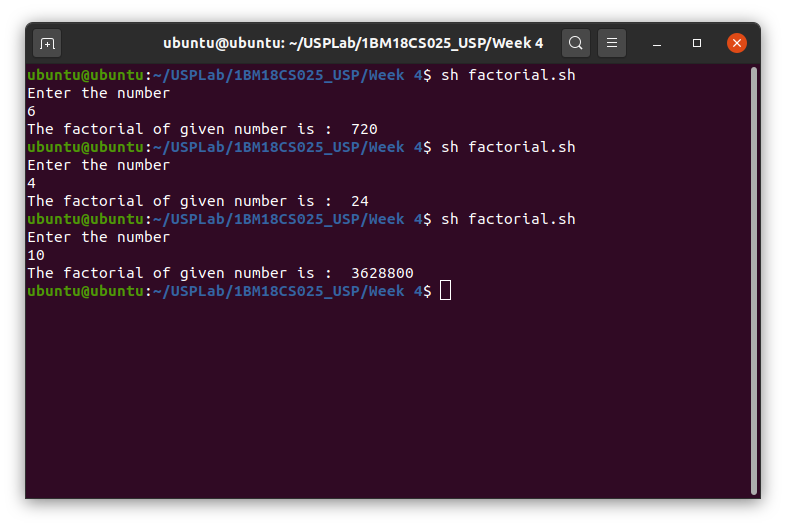 ubuntu@ubuntu: ~/USPLab/1BM18CS025_USP/Week 4
ubuntu@ubuntu:~/USPLab/1BM18CS025_USP/Week 4$ sh factorial.sh
Enter the number
6
The factorial of given number is :  720
ubuntu@ubuntu:~/USPLab/1BM18CS025_USP/Week 4$ sh factorial.sh
Enter the number
4
The factorial of given number is :  24
ubuntu@ubuntu:~/USPLab/1BM18CS025_USP/Week 4$ sh factorial.sh
Enter the number
10
The factorial of given number is :  3628800
ubuntu@ubuntu:~/USPLab/1BM18CS025_USP/Week 4$